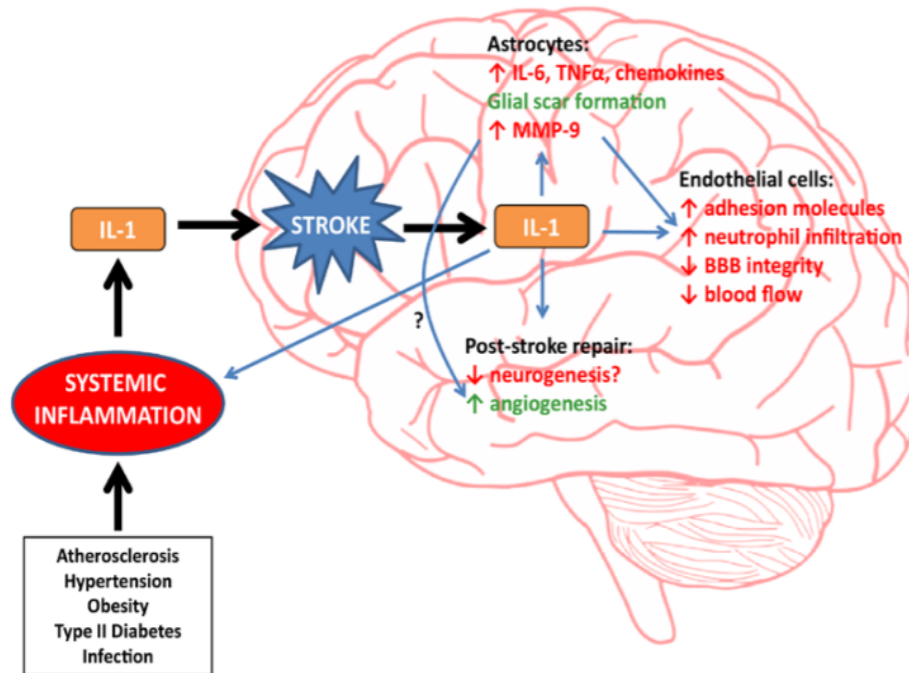 Astrocytes:
↑ IL-6, TNFα, chemokines
Glial scar formation
↑ MMP-9
IL-1
STROKE
IL-1
Endothelial cells:
↑ adhesion molecules
↑ neutrophil infiltration
↓ BBB integrity
↓ blood flow
?
Post-stroke repair:
↓ neurogenesis?
↑ angiogenesis
SYSTEMIC
INFLAMMATION
Atherosclerosis
Hypertension
Obesity
Type II Diabetes
Infection